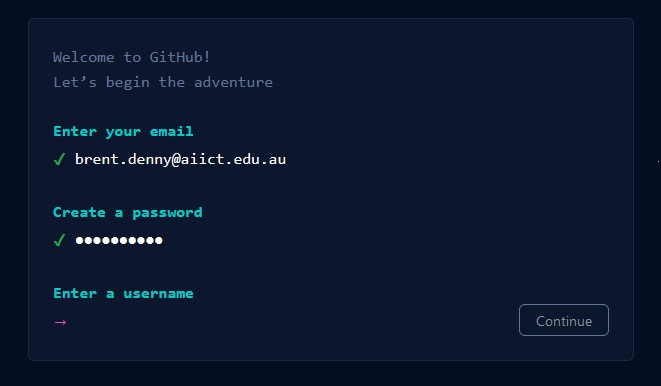 Welcome to GitHub!
Let’s begin the adventure
Enter your email
✓ brent.denny@aiict.edu.au
Create a password
✓ ●●●●●●●●●●
Enter a username
→
Continue